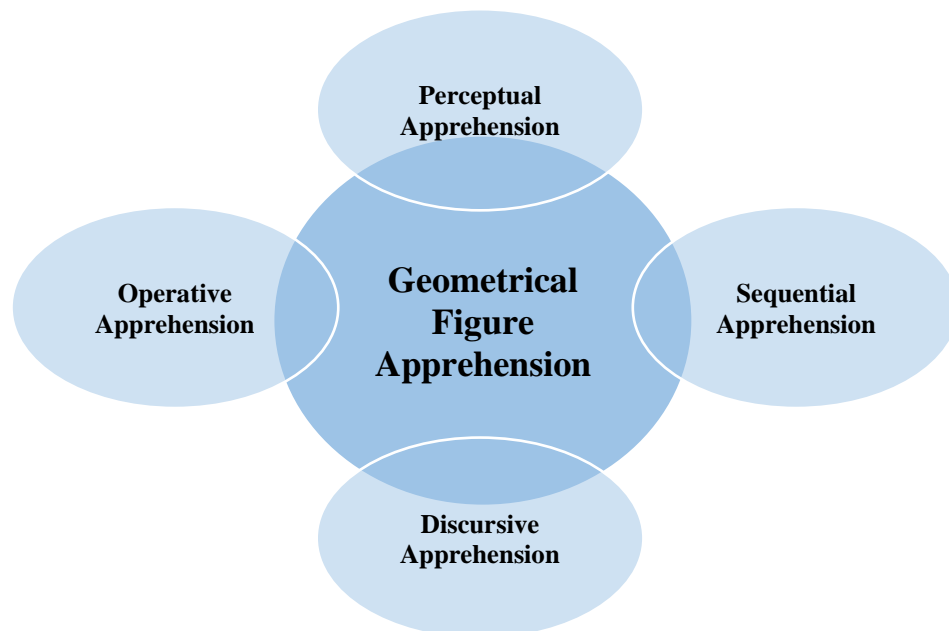 Perceptual
Apprehension
Operative
Apprehension
Geometrical
Figure
Apprehension
Sequential
Apprehension
Discursive
Apprehension